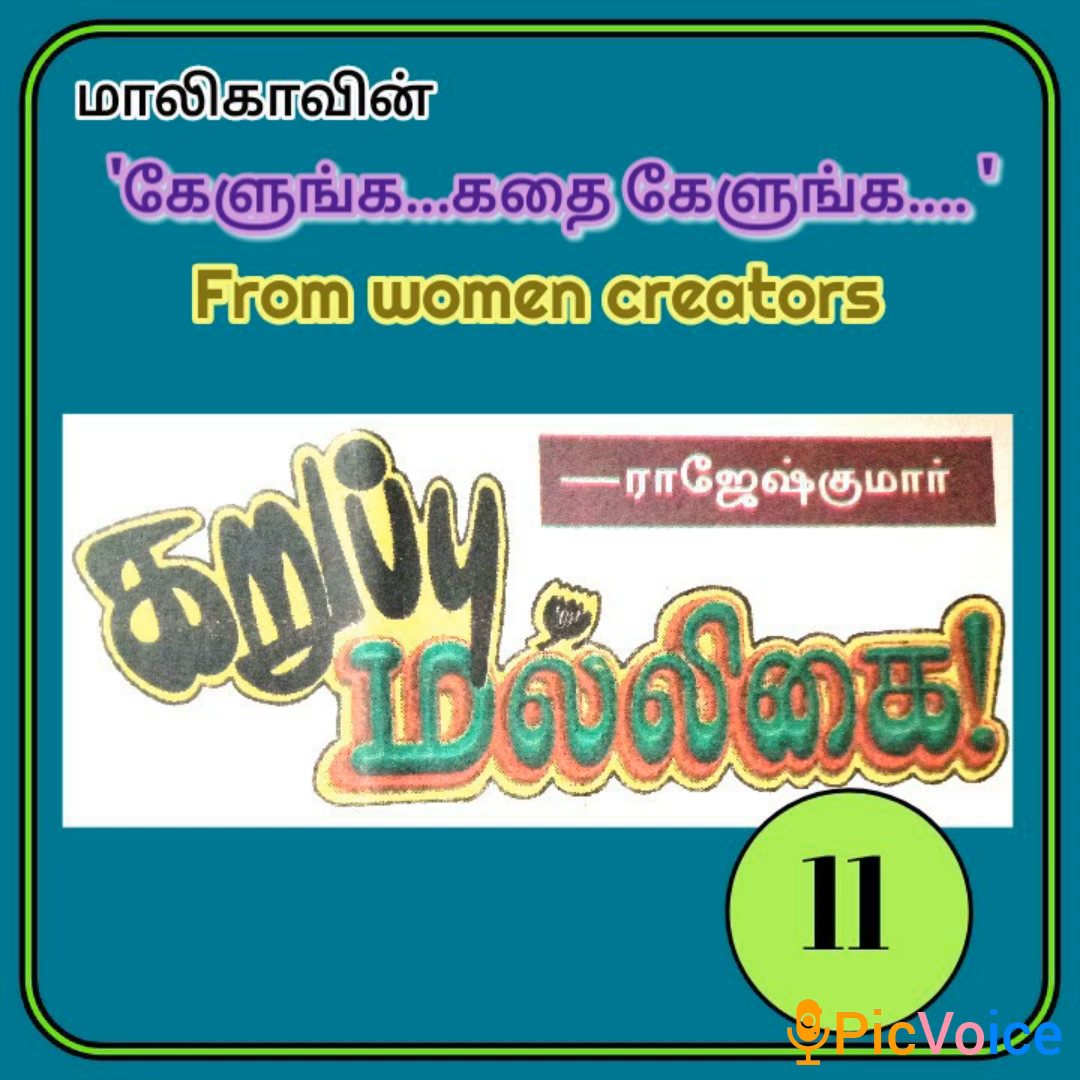 மாலிகாவின்
'கேளுங்க...கதை கேளுங்க....'
From women creators
—ராஜேஷ்குமார்
கறுப்பு
மல்லிகை!
11
PicVoice